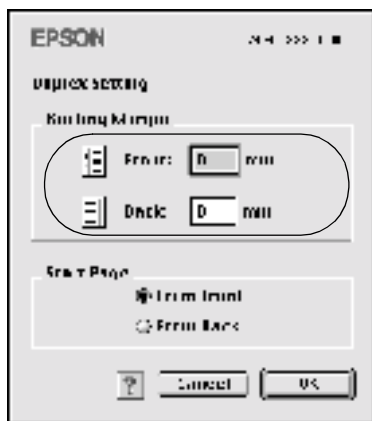 EPSON
Duplex Setting
Binding Margin
Front: 0 mm
Back: 0 mm
Start Page
From Front
From Back
? Cancel OK